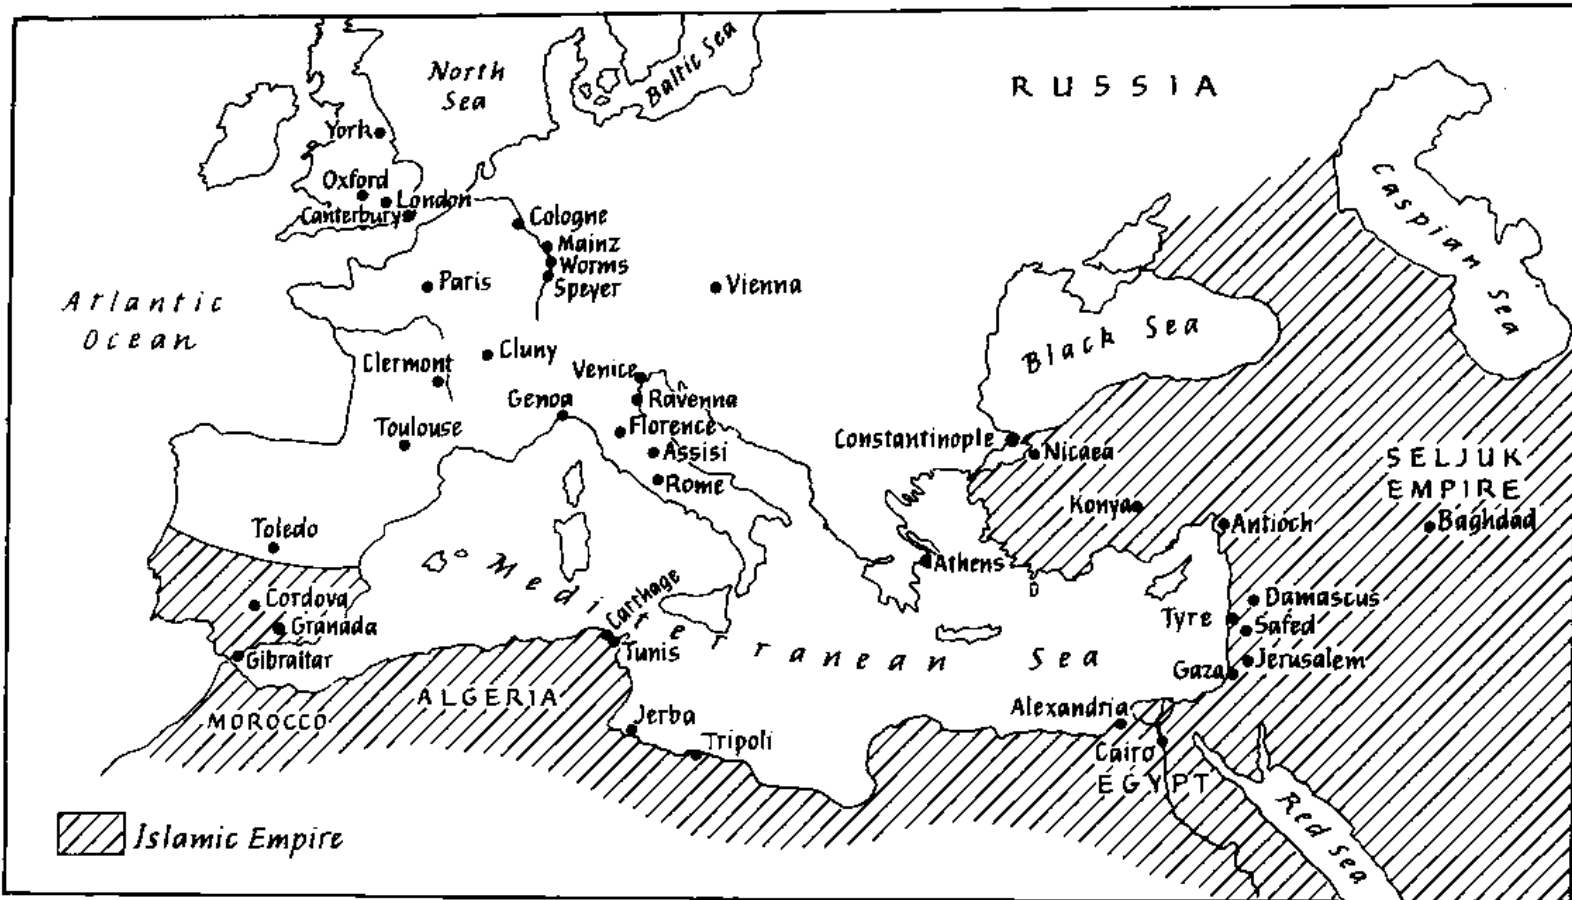 North
Sea
Baltic Sea
RUSSIA
York
Oxford
London
Canterbury
Cologne
Mainz
Worms
Speyer
Paris
Vienna
Caspian Sea
Atlantic
Ocean
Black Sea
Cluny
Clermont
Venice
Genoa
Ravenna
Florence
Toulouse
Assisi
Rome
Constantinople
Nicaea
SELJUK
EMPIRE
Konya
Antioch
Baghdad
Toledo
Athens
Mediterranean Sea
Carthage
Cordova
Granada
Tyre
Damascus
Safed
Gibraltar
Tunis
Gaza
Jerusalem
ALGERIA
MOROCCO
Jerba
Tripoli
Alexandria
Cairo
EGYPT
Red Sea
Islamic Empire